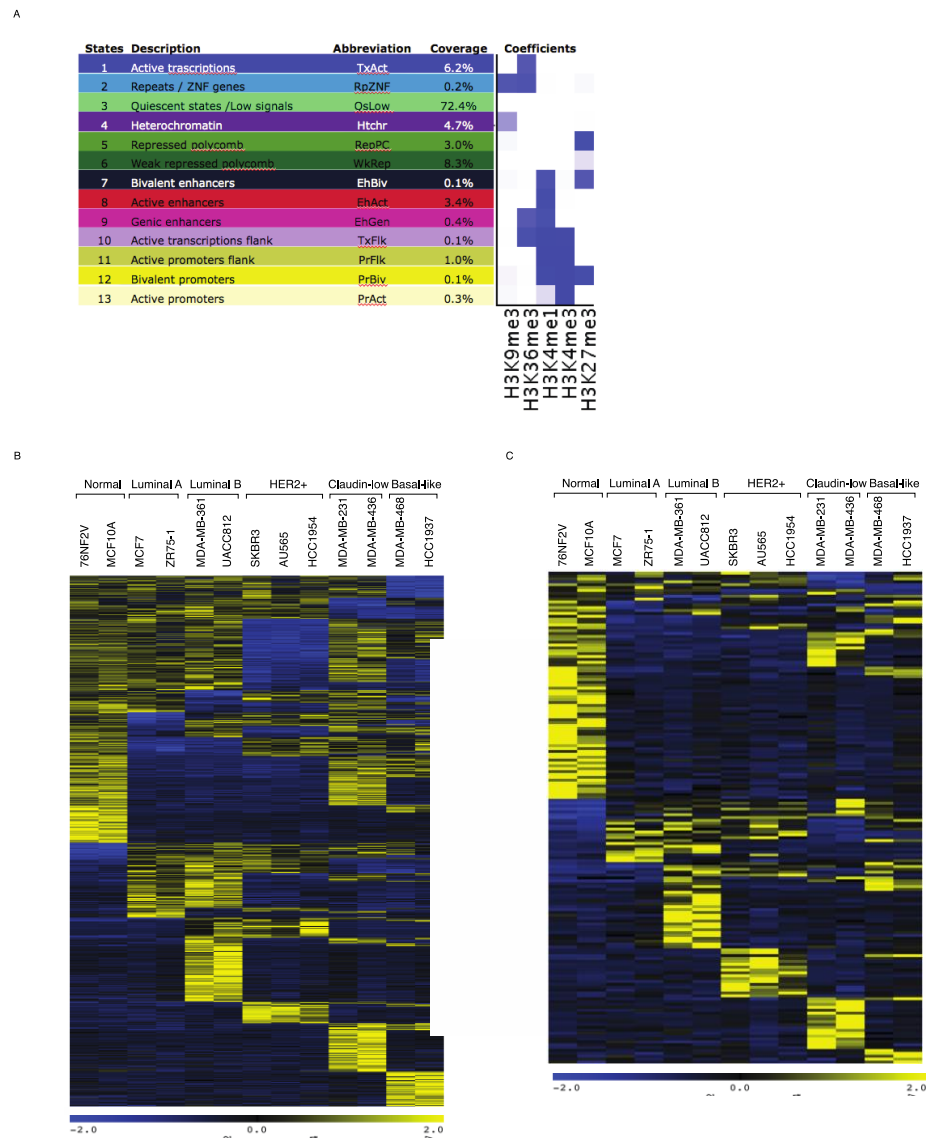 A
States Description Abbreviation Coverage Coefficients
1 Active trascriptions TxAct 6.2%
2 Repeats / ZNF genes RpZNF 0.2%
3 Quiescent states /Low signals QsLow 72.4%
4 Heterochromatin Htchr 4.7%
5 Repressed polycomb RepPC 3.0%
6 Weak repressed polycomb WkRep 8.3%
7 Bivalent enhancers EhBiv 0.1%
8 Active enhancers EhAct 3.4%
9 Genic enhancers EhGen 0.4%
10 Active transcriptions flank TxFlk 0.1%
11 Active promoters flank PrFlk 1.0%
12 Bivalent promoters PrBiv 0.1%
13 Active promoters PrAct 0.3%
H3K9me3
H3K36me3
H3K4me1
H3K4me3
H3K27me3
B
Normal Luminal A Luminal B HER2+ Claudin-low Basal-like
76NF2V
MCF10A
MCF7
ZR75-1
MDA-MB-361
UACC812
SKBR3
AU565
HCC1954
MDA-MB-231
MDA-MB-436
MDA-MB-468
HCC1937
-2.0 0.0 2.0
C
Normal Luminal A Luminal B HER2+ Claudin-low Basal-like
76NF2V
MCF10A
MCF7
ZR75-1
MDA-MB-361
UACC812
SKBR3
AU565
HCC1954
MDA-MB-231
MDA-MB-436
MDA-MB-468
HCC1937
-2.0 0.0 2.0